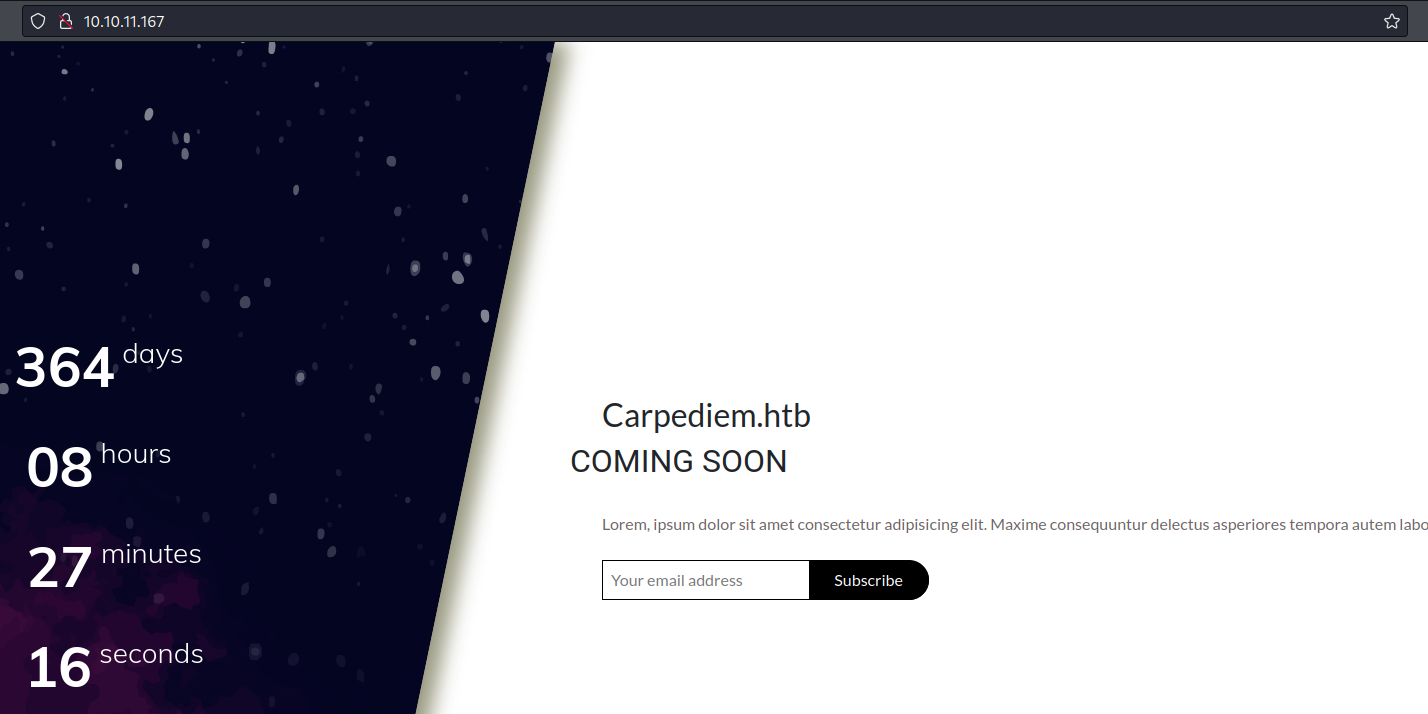 10.10.11.167
364 days
08 hours
27 minutes
16 seconds
Carpediem.htb
COMING SOON
Lorem, ipsum dolor sit amet consectetur adipisicing elit. Maxime consequuntur delectus asperiores tempora autem
Your email address
Subscribe